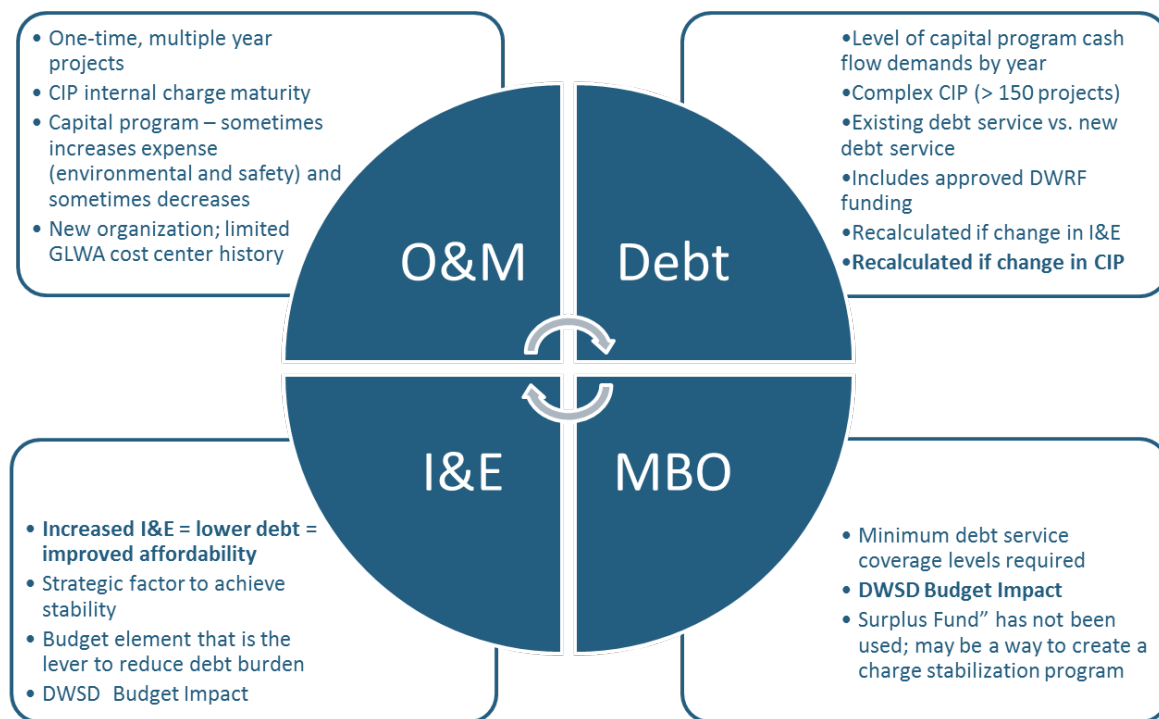 • One-time, multiple year
projects
• CIP internal charge maturity
• Capital program – sometimes
increases expense
(environmental and safety) and
sometimes decreases
• New organization; limited
GLWA cost center history
•Level of capital program cash
flow demands by year
•Complex CIP (> 150 projects)
•Existing debt service vs. new
debt service
•Includes approved DWRF
funding
•Recalculated if change in I&E
•Recalculated if change in CIP
O&M
Debt
I&E
MBO
• Increased I&E = lower debt =
improved affordability
• Strategic factor to achieve
stability
• Budget element that is the
lever to reduce debt burden
• DWSD Budget Impact
• Minimum debt service
coverage levels required
• DWSD Budget Impact
• Surplus Fund” has not been
used; may be a way to create a
charge stabilization program